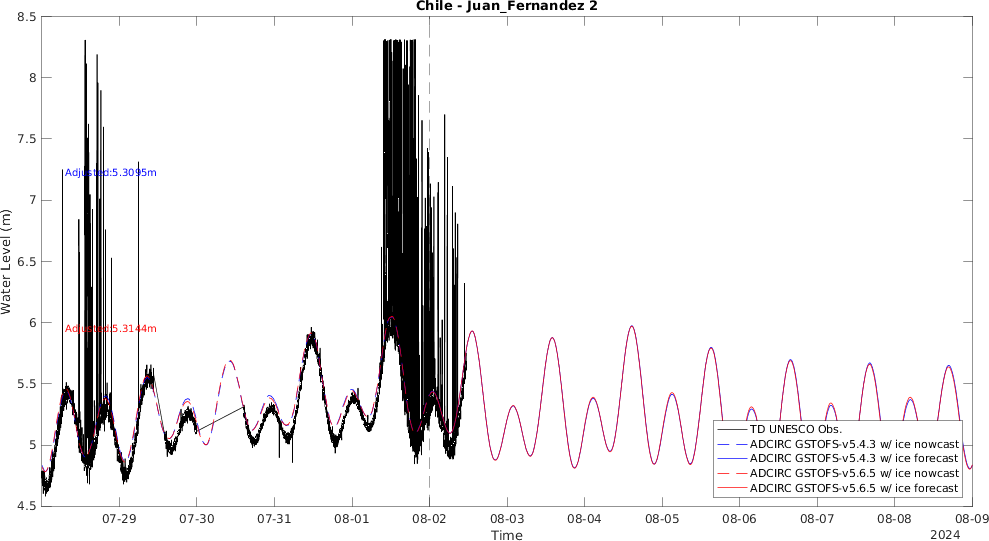 Chile - Juan_Fernandez 2
Water Level (m)
8.5
8
7.5
7
6.5
6
5.5
5
4.5
Adjusted:5.3095m
Adjusted:5.3144m
TD UNESCO Obs.
ADCIRC GSTOFS-v5.4.3 w/ ice nowcast
ADCIRC GSTOFS-v5.4.3 w/ ice forecast
ADCIRC GSTOFS-v5.6.5 w/ ice nowcast
ADCIRC GSTOFS-v5.6.5 w/ ice forecast
07-29 07-30 07-31 08-01 08-02 08-03 08-04 08-05 08-06 08-07 08-08 08-09
Time
2024